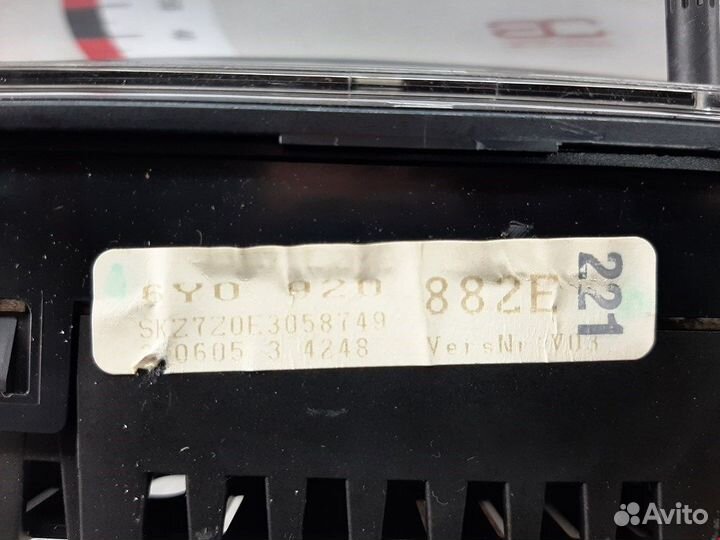 6Y0 920 882E
221
SKZ7Z0E3058749
0605 3 4248 VersNr V03
Avito